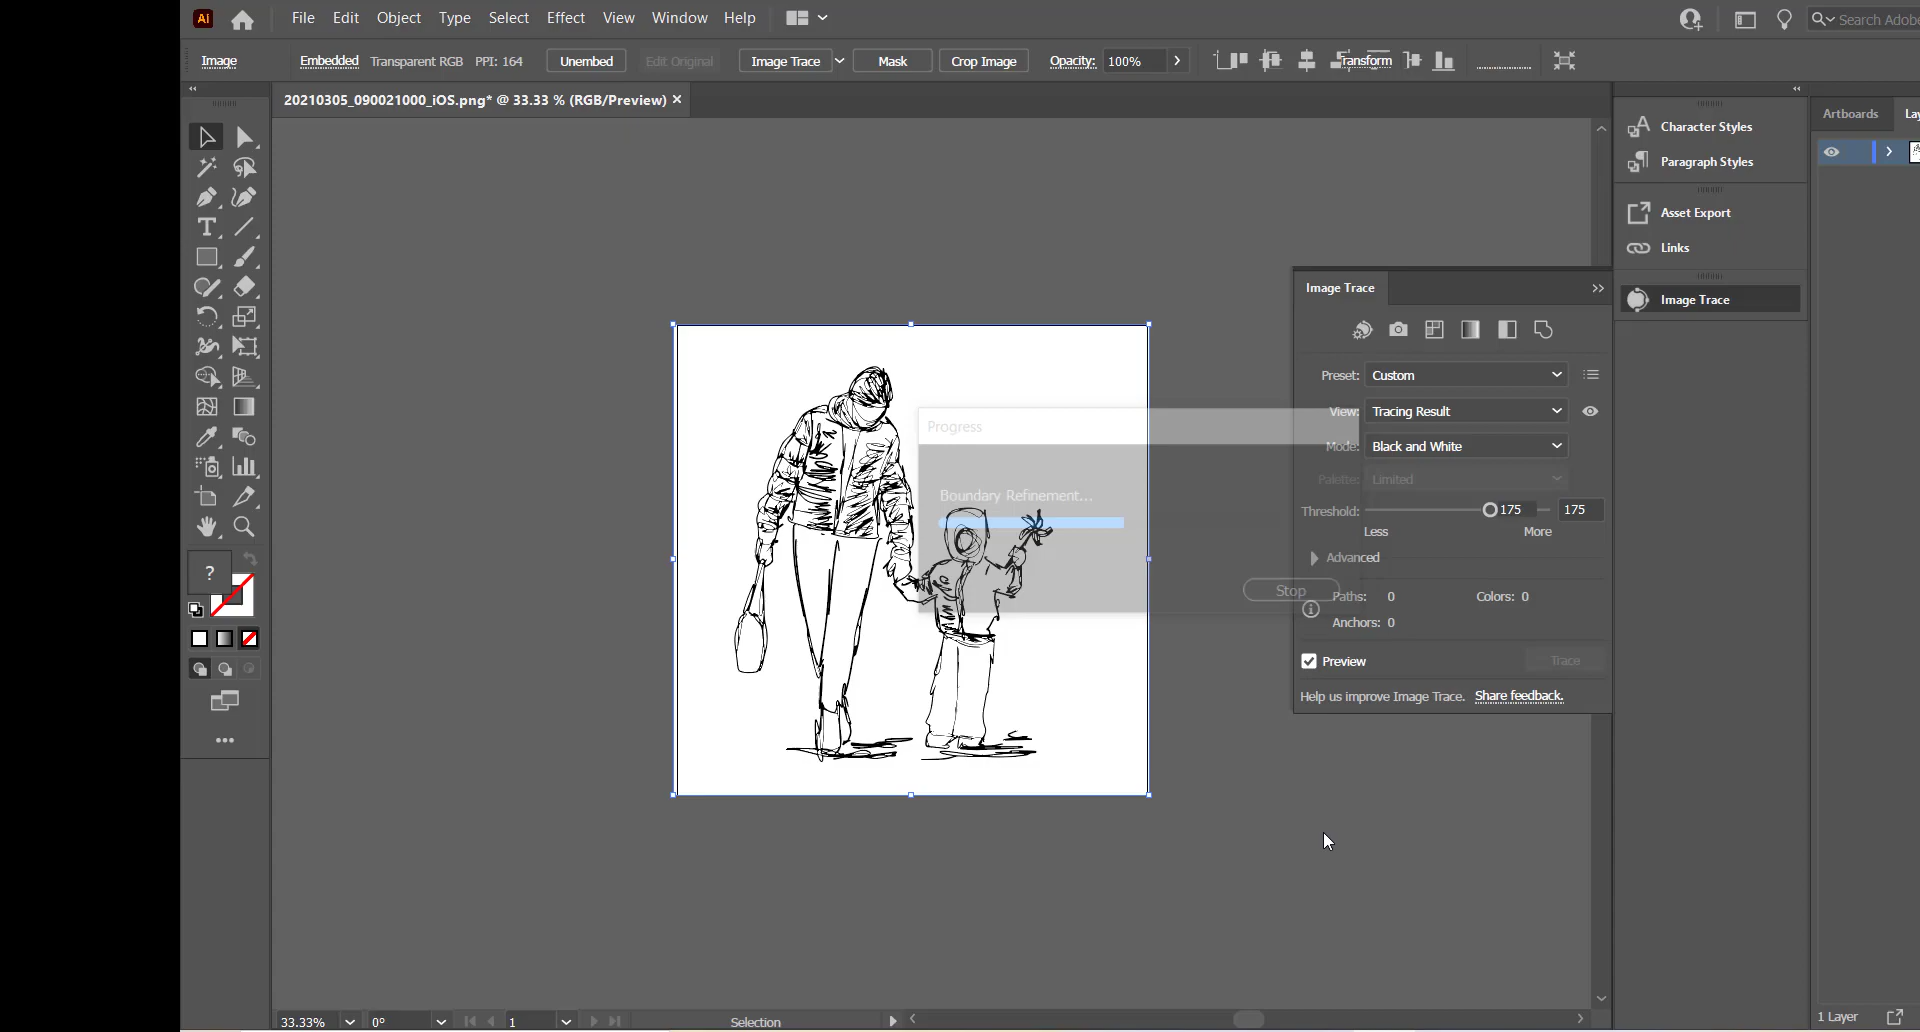 Ai File Edit Object Type Select Effect View Window Help Search Adobe
Image Embedded Transparent RGB PPI: 164 Unembed Edit Original Image Trace Mask Crop Image Opacity: 100% Transform
20210305_090021000_iOS.png* @ 33.33 % (RGB/Preview) ×
Artboards Lay
Character Styles
Paragraph Styles
Asset Export
Links
Image Trace
Image Trace
Preset: Custom
View: Tracing Result
Mode: Black and White
Palette: Limited
Threshold: 175 175
Less More
Advanced
Paths: 0 Colors: 0
Anchors: 0
Preview Trace
Help us improve Image Trace. Share feedback.
Progress
Boundary Refinement...
Stop
?
33.33% 0° 1 Selection
1 Layer